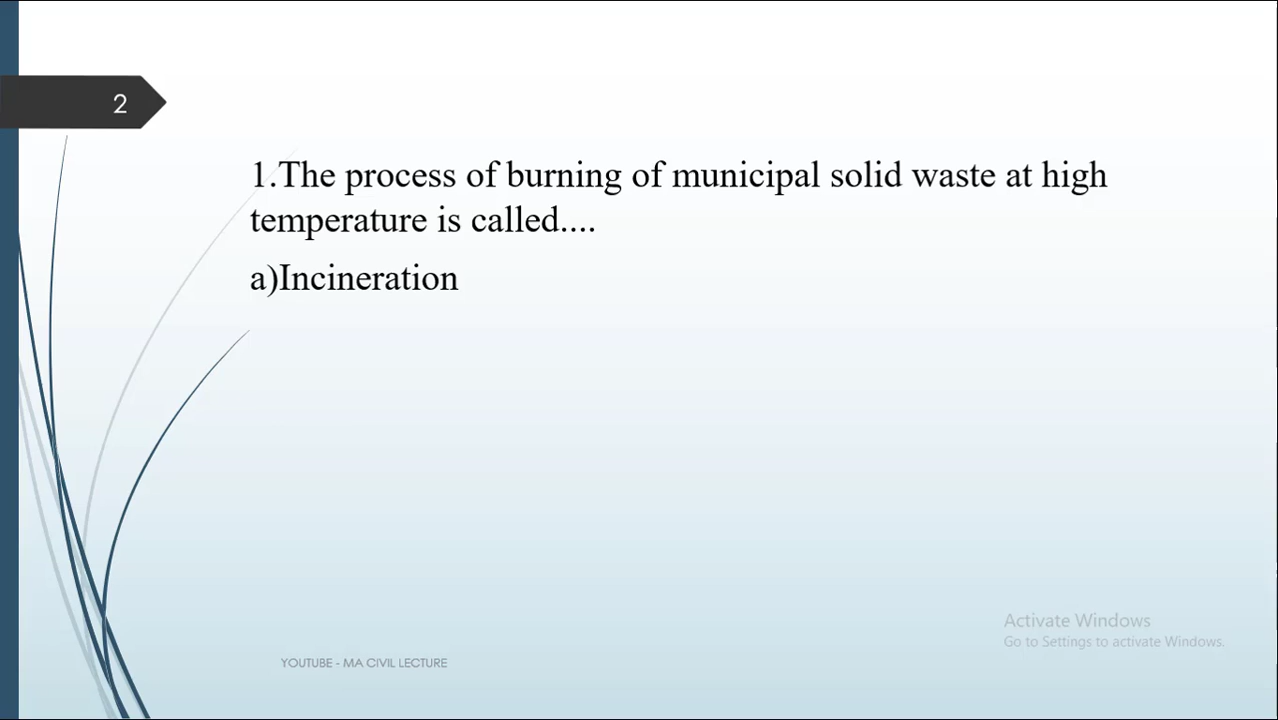 2
1.The process of burning of municipal solid waste at high
temperature is called....
a)Incineration
Activate Windows
Go to Settings to activate Windows.
YOUTUBE - MA CIVIL LECTURE